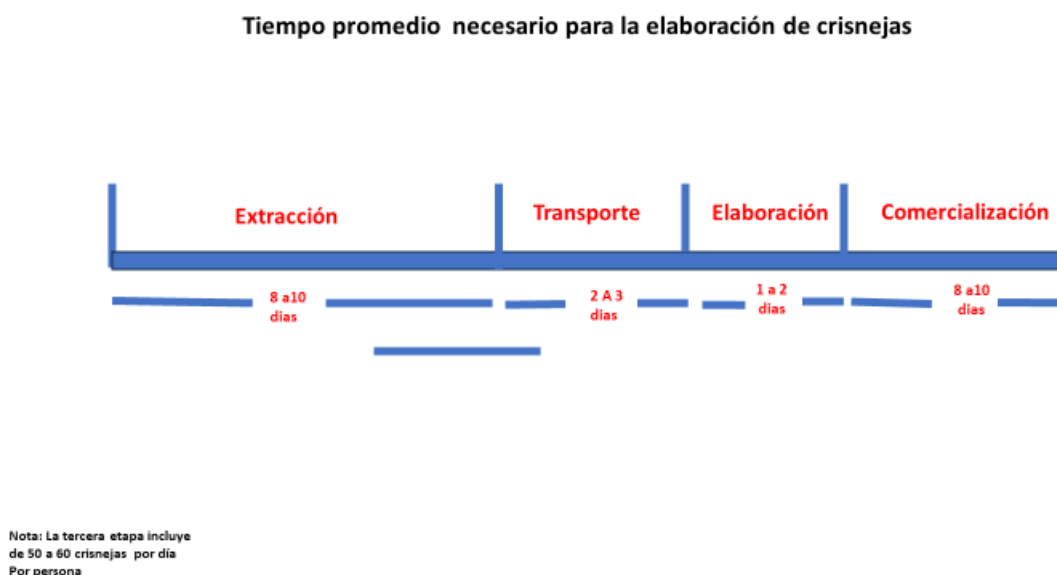 Tiempo promedio necesario para la elaboración de crisnejas
Extracción
Transporte
Elaboración
Comercialización
8 a10
dias
2 A 3
dias
1 a 2
dias
8 a10
dias
Nota: La tercera etapa incluye
de 50 a 60 crisnejas por día
Por persona